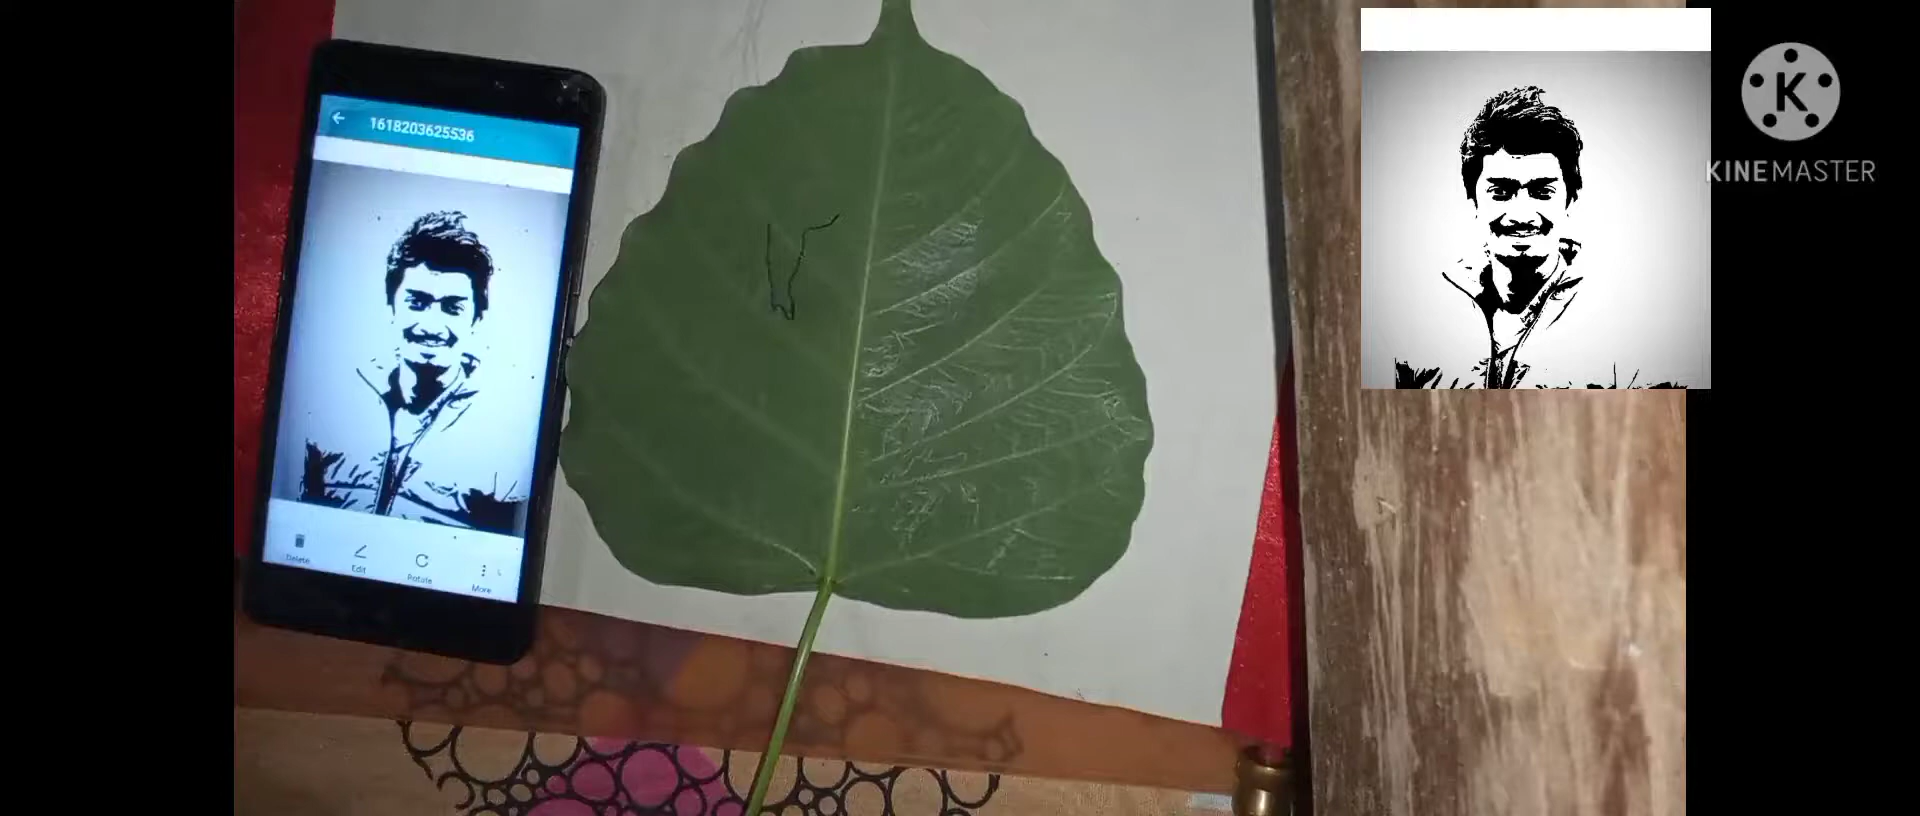 1618203625536
Delete
Edit
Rotate
More
K
KINEMASTER